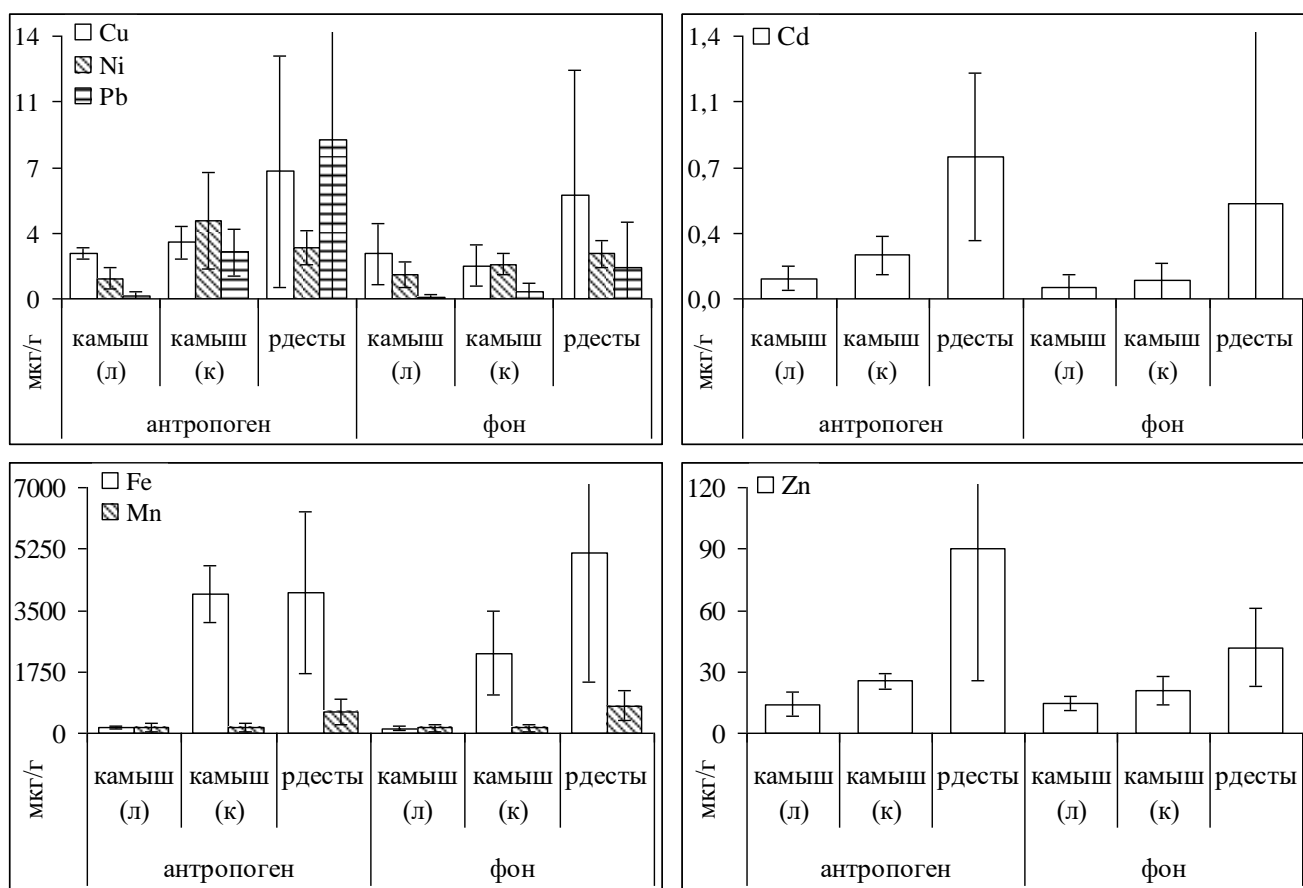 14
11
7
4
0
Cu
Ni
Pb
мкг/г
камыш (л)
камыш (к)
рдесты
камыш (л)
камыш (к)
рдесты
антропоген
фон
1,4
1,1
0,7
0,4
0,0
Cd
камыш (л)
камыш (к)
рдесты
камыш (л)
камыш (к)
рдесты
антропоген
фон
7000
5250
3500
1750
0
Fe
Mn
мкг/г
камыш (л)
камыш (к)
рдесты
камыш (л)
камыш (к)
рдесты
антропоген
фон
120
90
60
30
0
Zn
мкг/г
камыш (л)
камыш (к)
рдесты
камыш (л)
камыш (к)
рдесты
антропоген
фон